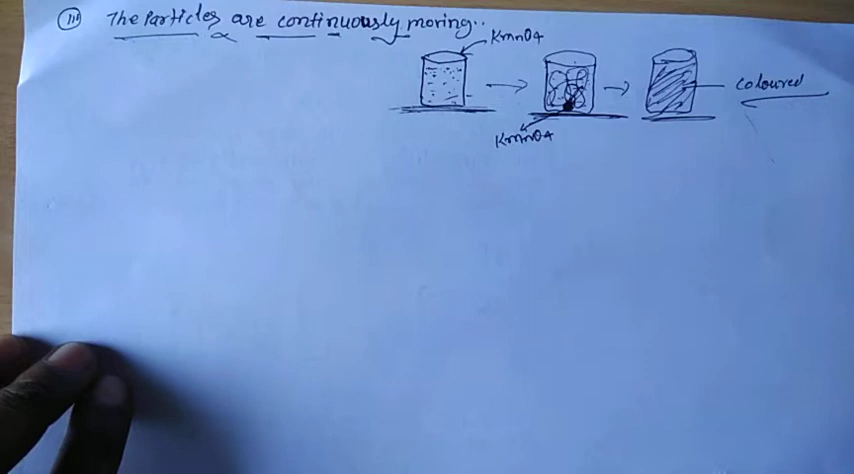 (iii) The Particles are continuously moving..
KmnO4
coloured
KmnO4